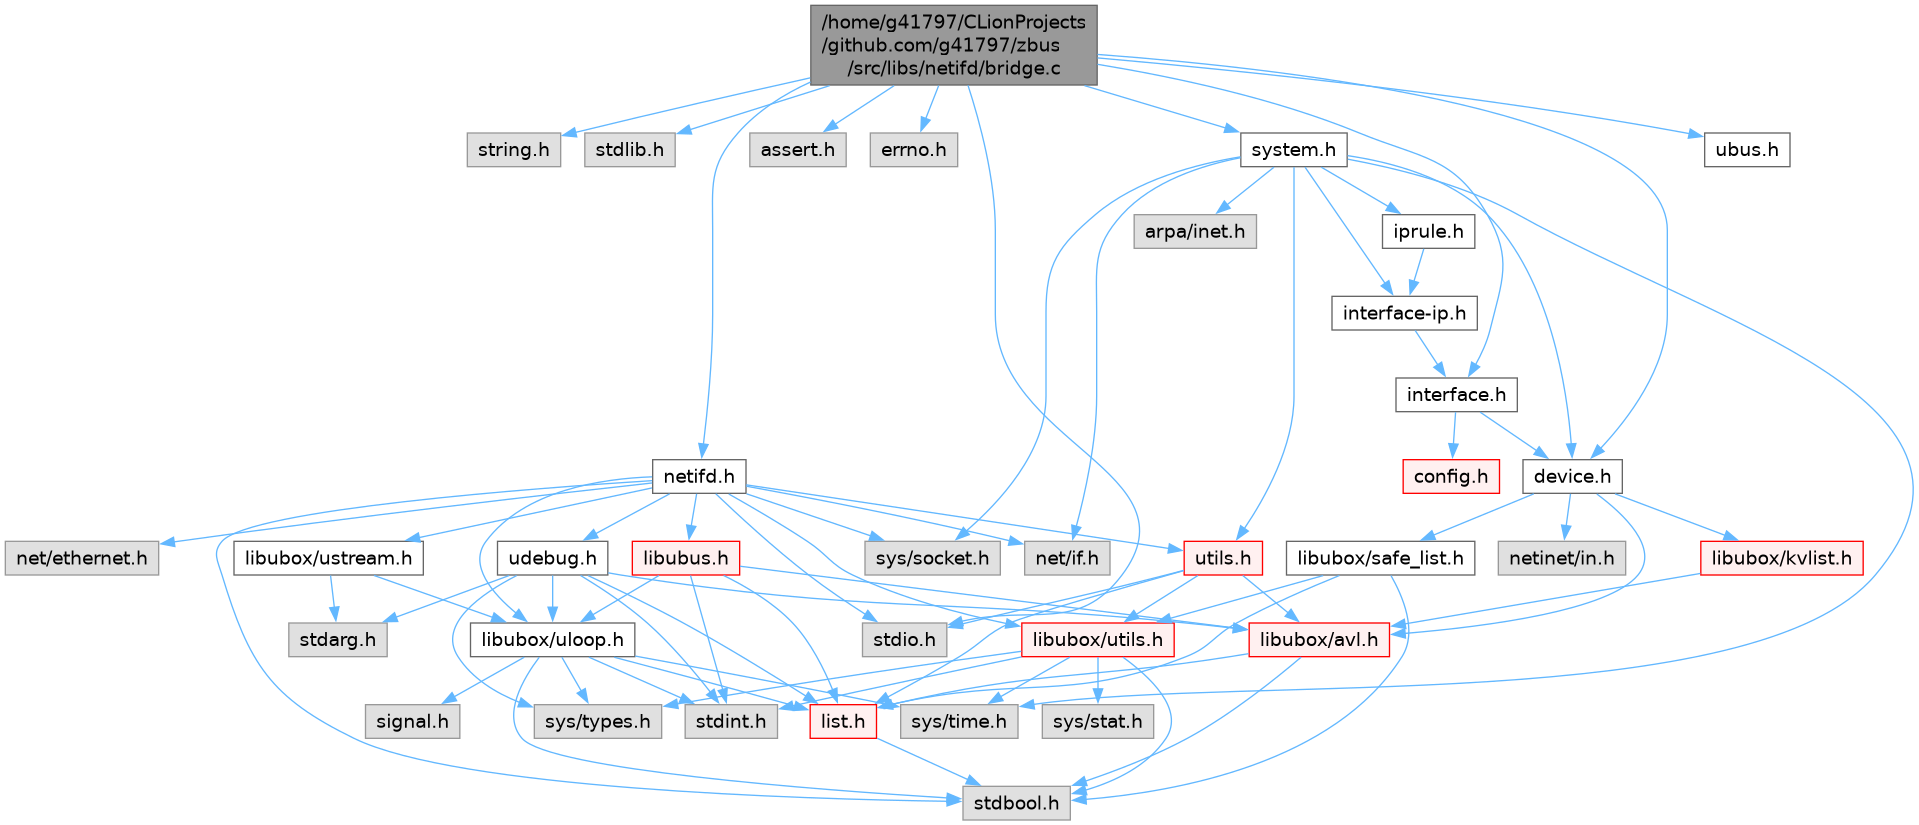 /home/g41797/CLionProjects
/github.com/g41797/zbus
/src/libs/netifd/bridge.c
string.h
stdlib.h
assert.h
errno.h
system.h
ubus.h
arpa/inet.h
iprule.h
interface-ip.h
interface.h
netifd.h
config.h
device.h
net/ethernet.h
libubox/ustream.h
udebug.h
libubus.h
sys/socket.h
net/if.h
utils.h
libubox/safe_list.h
netinet/in.h
libubox/kvlist.h
stdarg.h
libubox/uloop.h
stdio.h
libubox/utils.h
libubox/avl.h
signal.h
sys/types.h
stdint.h
list.h
sys/time.h
sys/stat.h
stdbool.h